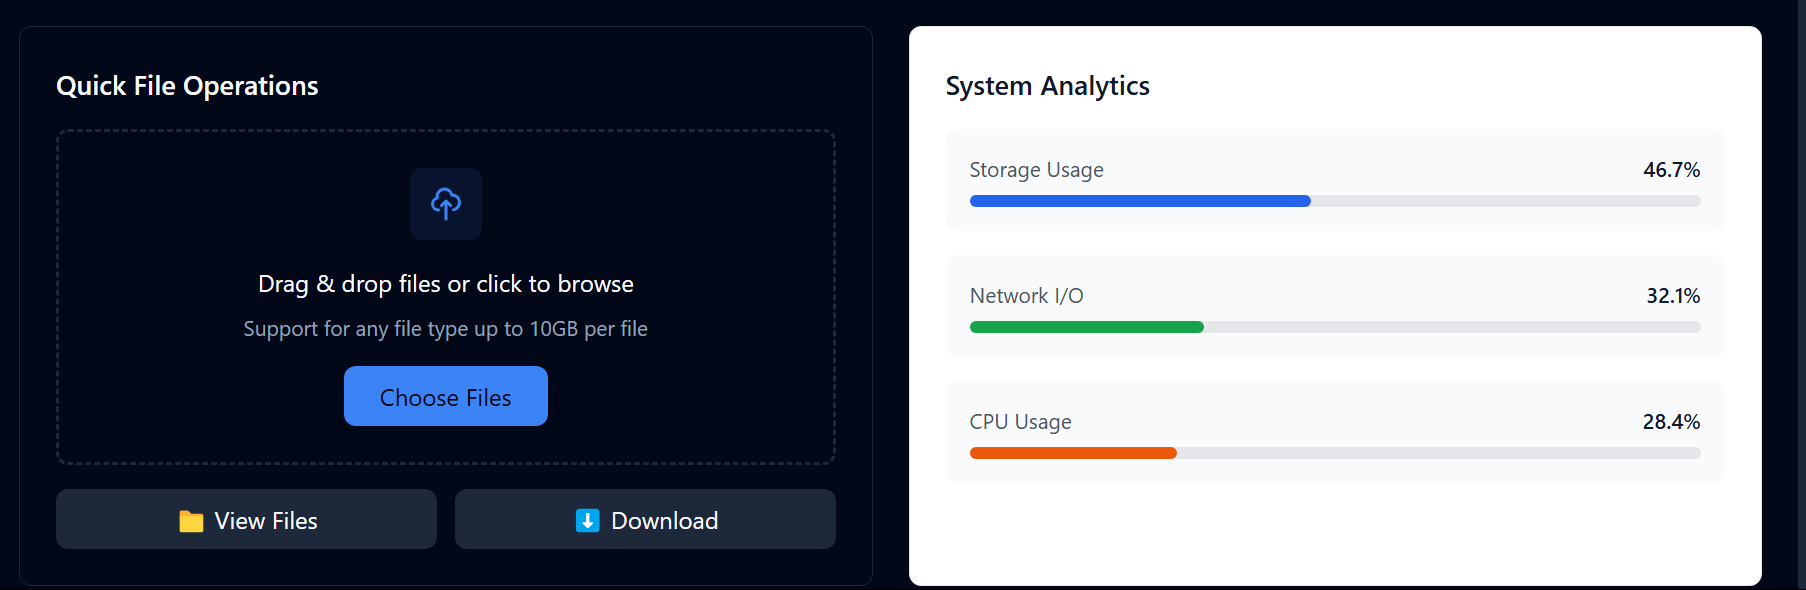 Quick File Operations
Drag & drop files or click to browse
Support for any file type up to 10GB per file
Choose Files
View Files
Download
System Analytics
Storage Usage 46.7%
Network I/O 32.1%
CPU Usage 28.4%